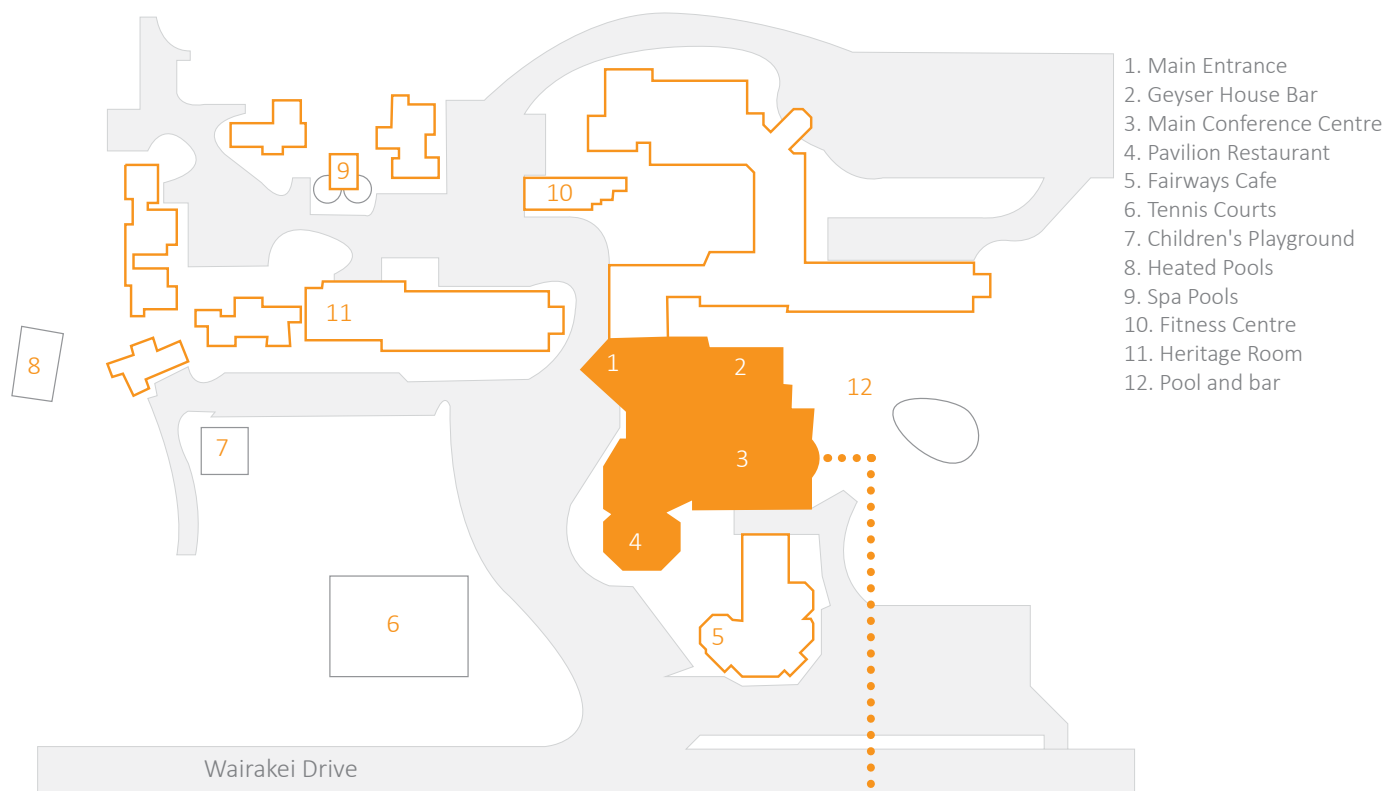 1. Main Entrance
2. Geyser House Bar
3. Main Conference Centre
4. Pavilion Restaurant
5. Fairways Cafe
6. Tennis Courts
7. Children's Playground
8. Heated Pools
9. Spa Pools
10. Fitness Centre
11. Heritage Room
12. Pool and bar
9
10
11
8
1
2
12
7
3
4
6
5
Wairakei Drive